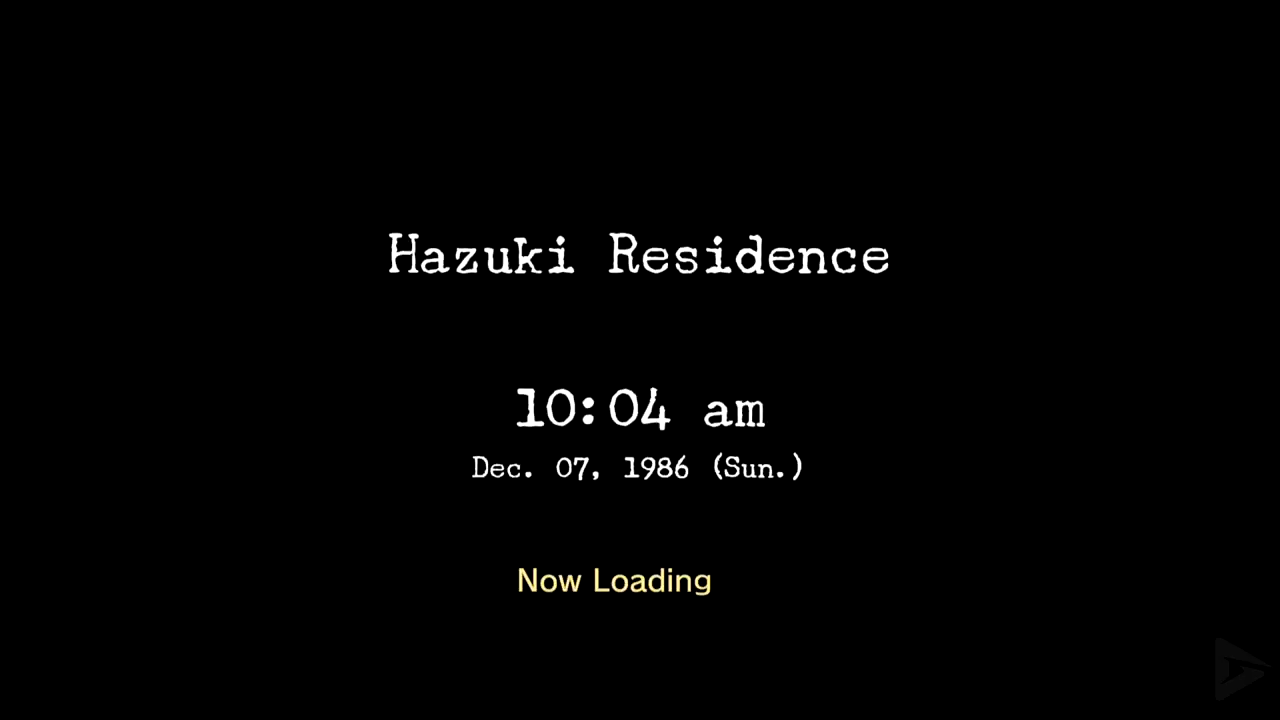 Hazuki Residence
10:04 am
Dec. 07, 1986 (Sun.)
Now Loading